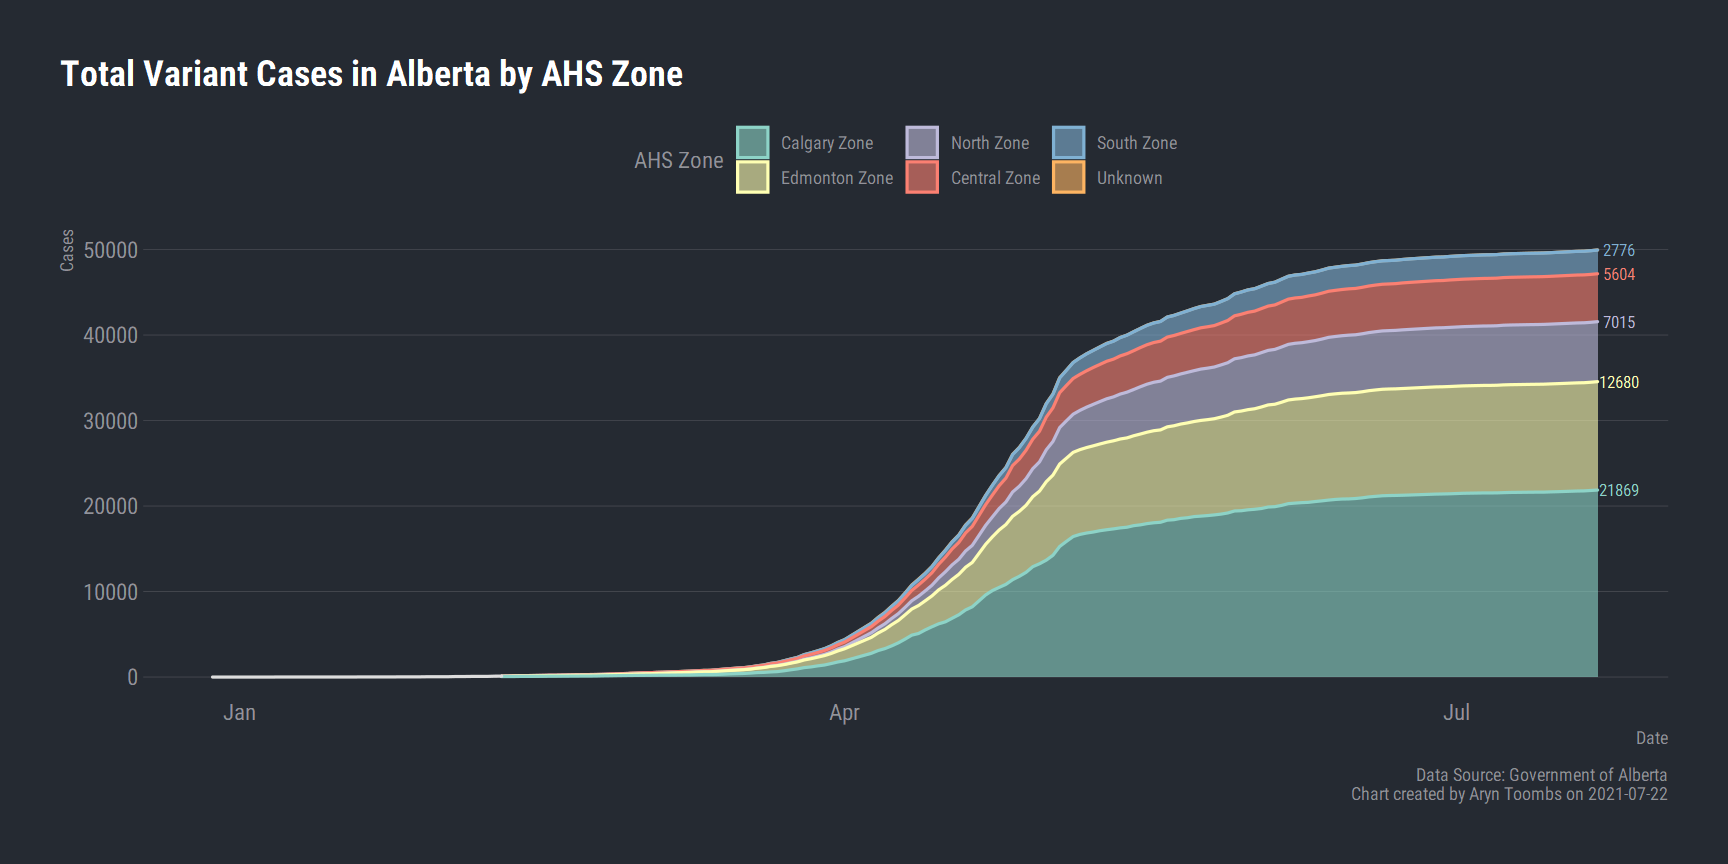 Total Variant Cases in Alberta by AHS Zone
AHS Zone
Calgary Zone
North Zone
South Zone
Edmonton Zone
Central Zone
Unknown
Cases
50000
40000
30000
20000
10000
0
2776
5604
7015
12680
21869
Jan
Apr
Jul
Date
Data Source: Government of Alberta
Chart created by Aryn Toombs on 2021-07-22